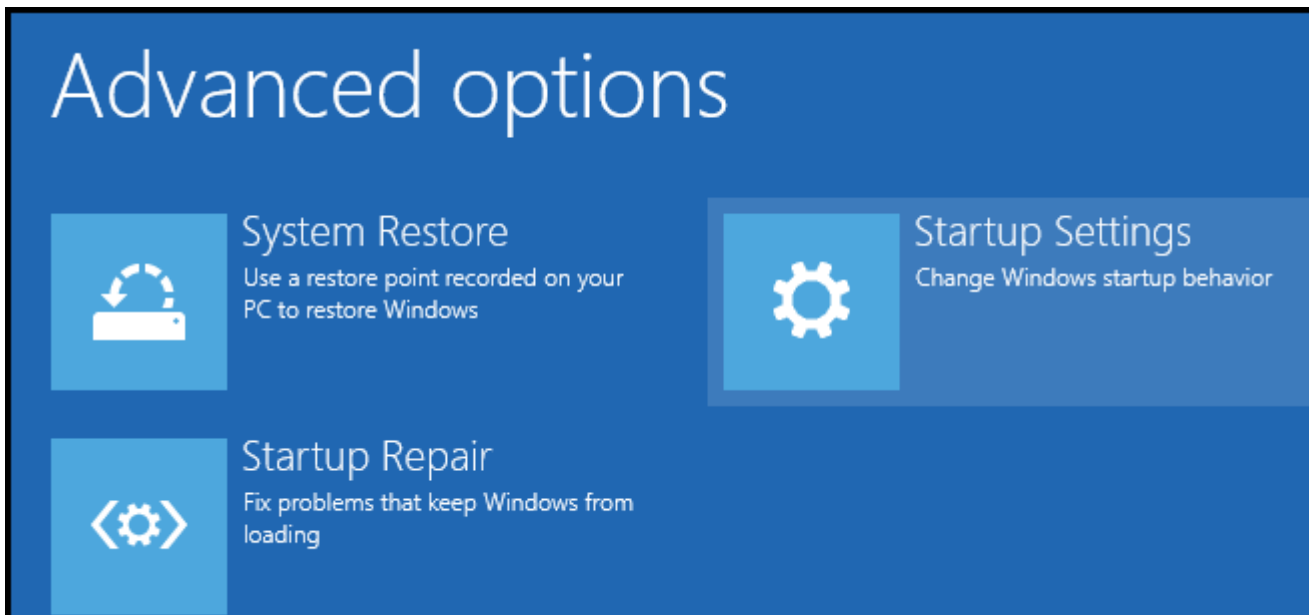 Advanced options
System Restore
Use a restore point recorded on your
PC to restore Windows
Startup Settings
Change Windows startup behavior
Startup Repair
Fix problems that keep Windows from
loading